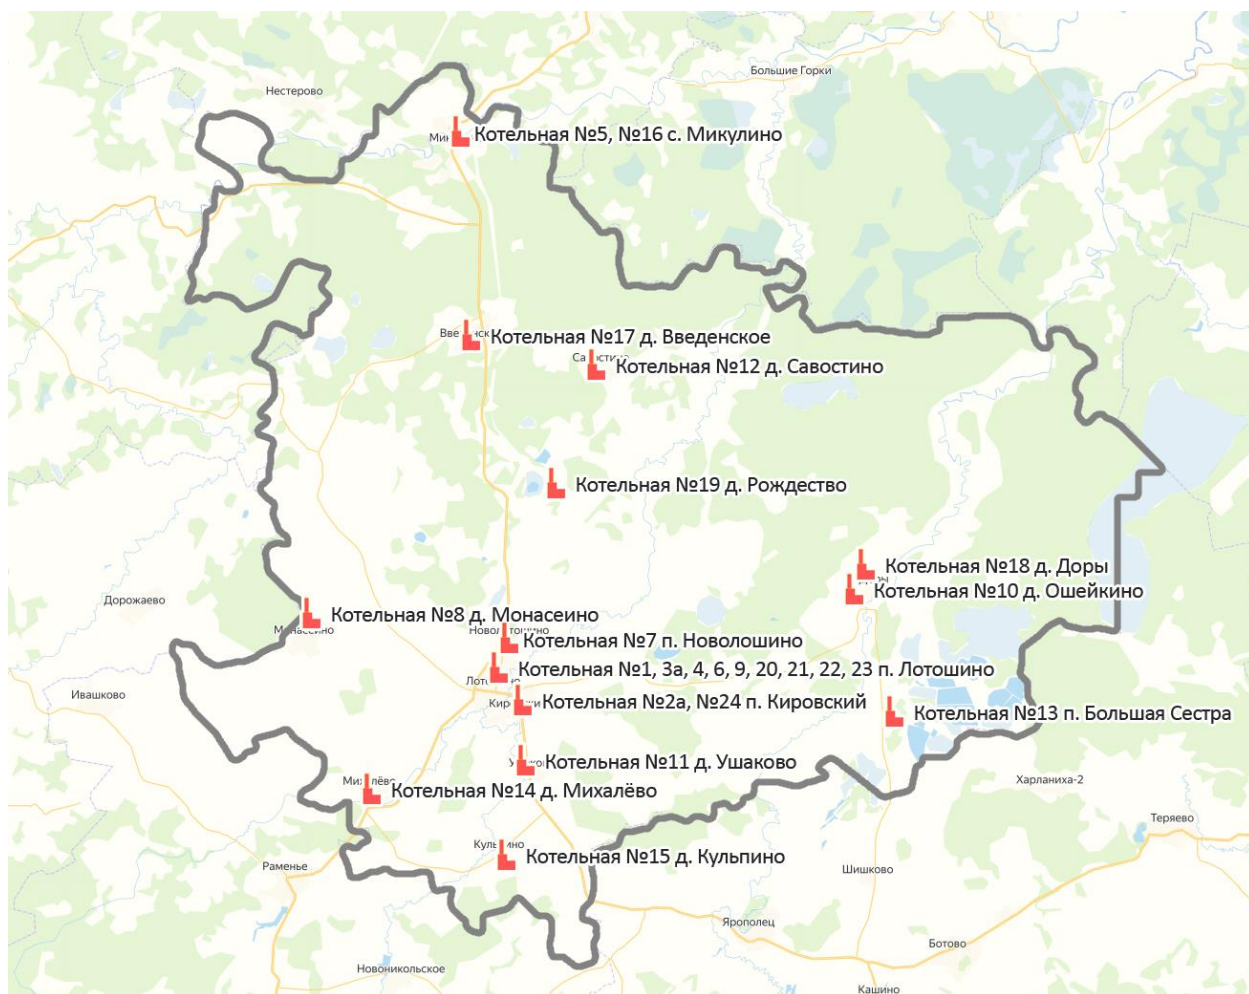 Большие Горки
Нестерово
Котельная №5, №16 с. Микулино
Котельная №17 д. Введенское
Котельная №12 д. Савостино
Котельная №19 д. Рождество
Котельная №18 д. Доры
Котельная №10 д. Ошейкино
Дорожаево
Котельная №8 д. Монасеино
Котельная №7 п. Новолошино
Котельная №1, 3а, 4, 6, 9, 20, 21, 22, 23 п. Лотошино
Ивашково
Котельная №2а, №24 п. Кировский
Котельная №13 п. Большая Сестра
Котельная №11 д. Ушаково
Харланиха-2
Котельная №14 д. Михалёво
Теряево
Котельная №15 д. Кульпино
Раменье
Шишково
Ярополец
Ботово
Новоникольское
Кашино